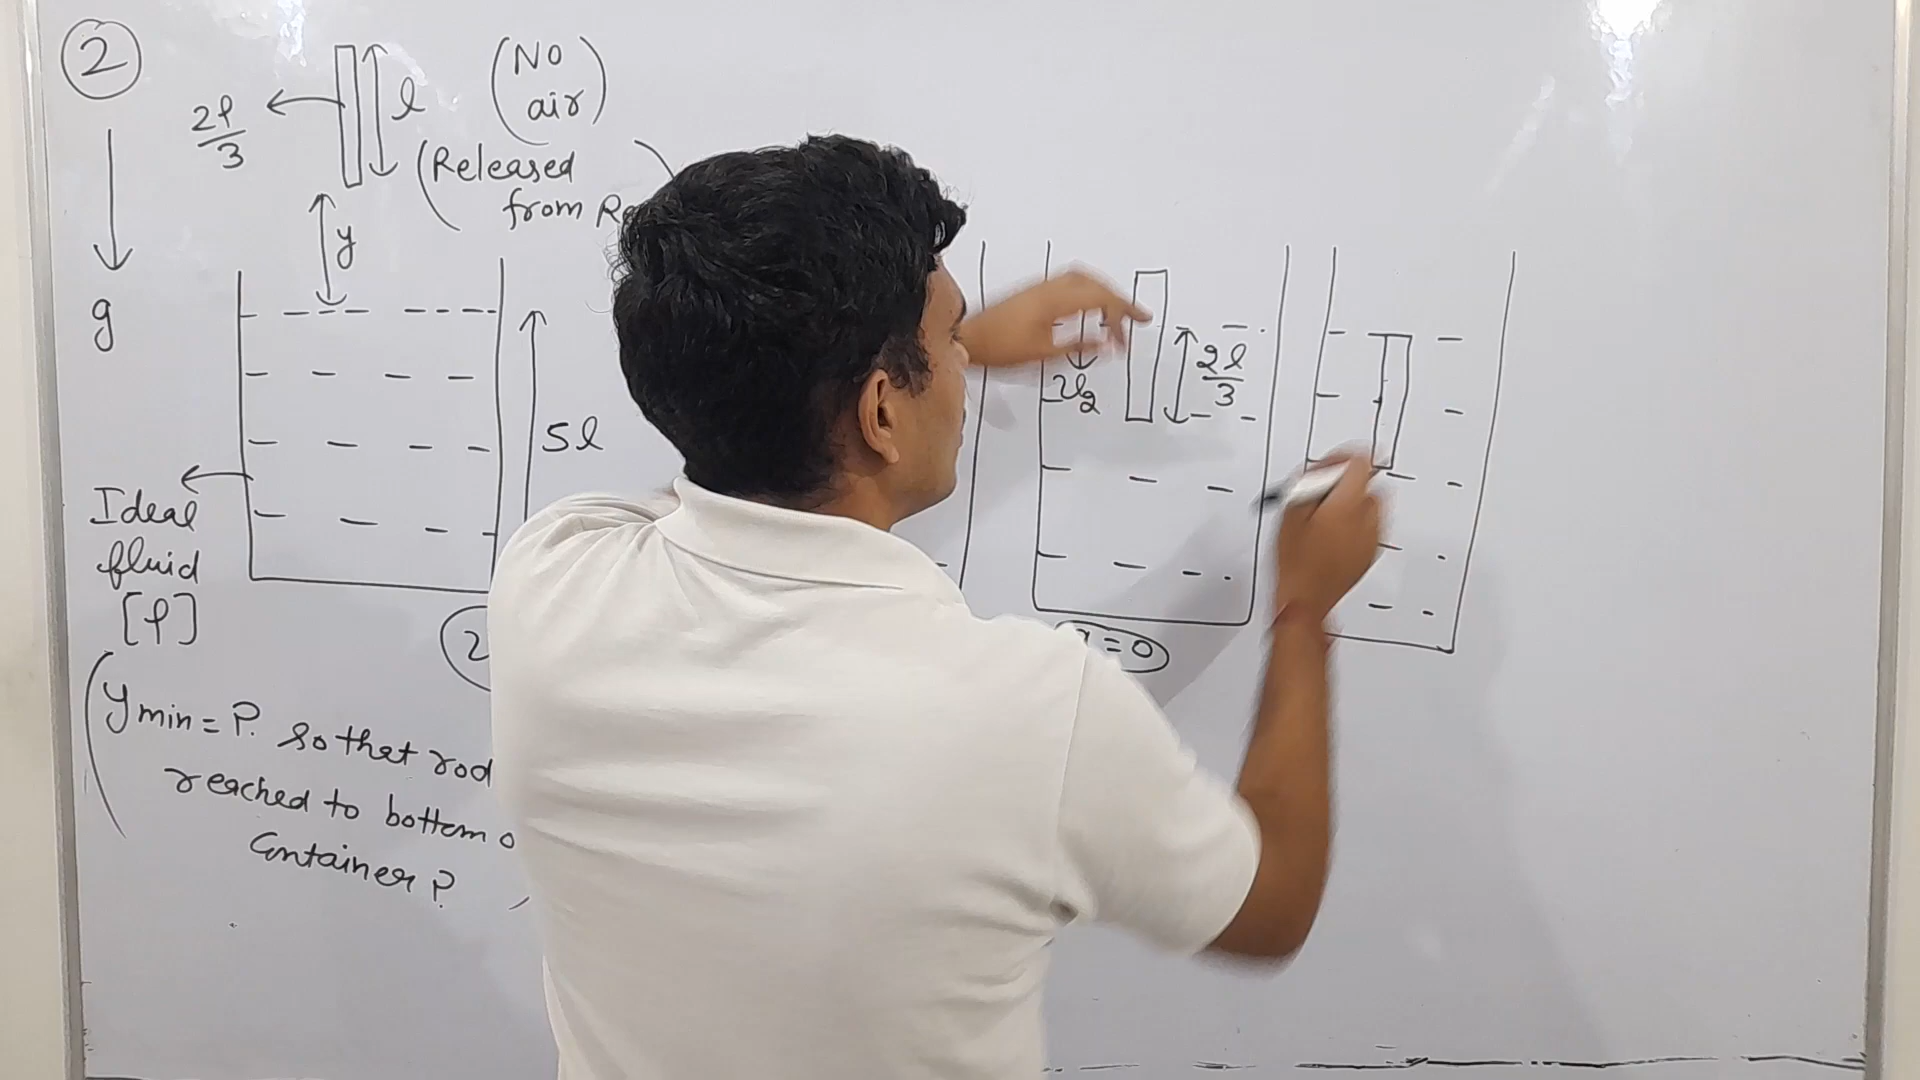 2
2ρ/3
l
(No
air)
(Released
from
y
g
5l
Ideal
fluid
[ρ]
v₂
2l/3
= 0
(y min = ?. so that rod
reached to bottom
Container ?